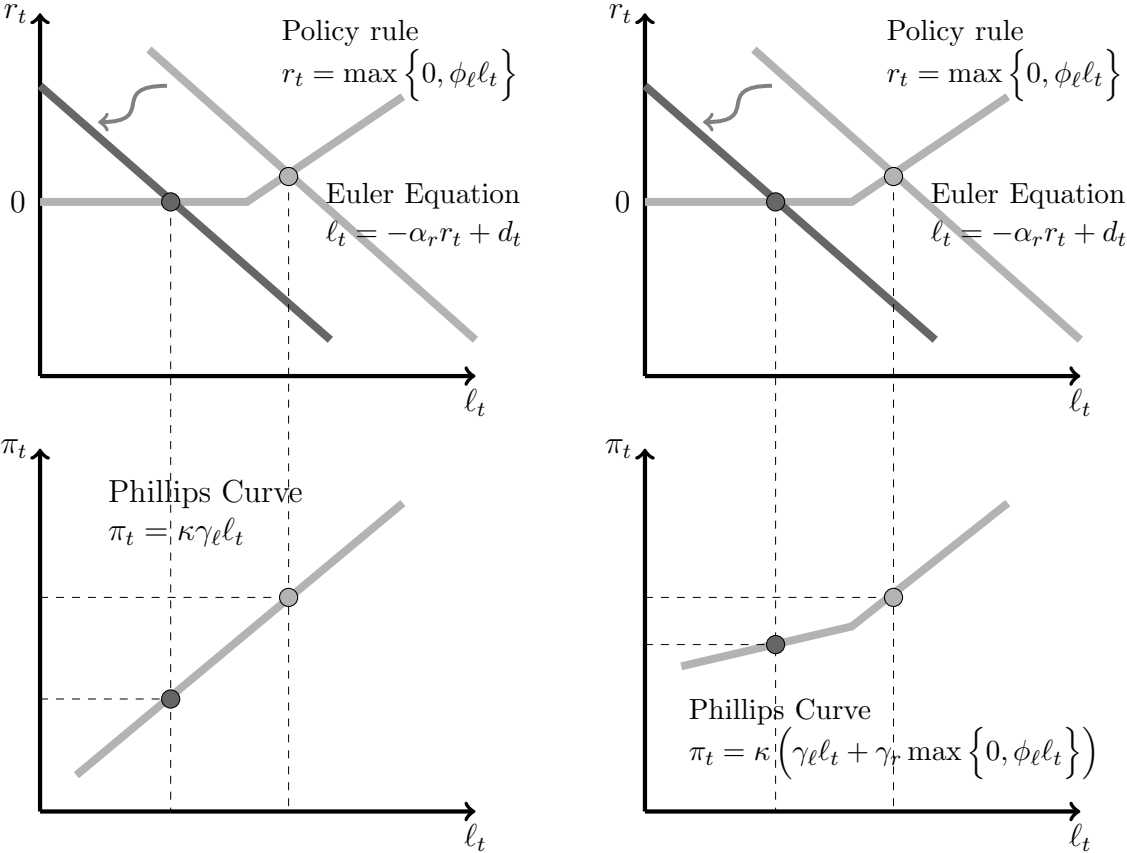 r_t
Policy rule
r_t = max {0, ϕ_ℓ ℓ_t}
0
Euler Equation
ℓ_t = −α_r r_t + d_t
ℓ_t
r_t
Policy rule
r_t = max {0, ϕ_ℓ ℓ_t}
0
Euler Equation
ℓ_t = −α_r r_t + d_t
ℓ_t
π_t
Phillips Curve
π_t = κγ_ℓ ℓ_t
ℓ_t
π_t
Phillips Curve
π_t = κ (γ_ℓ ℓ_t + γ_r max {0, ϕ_ℓ ℓ_t})
ℓ_t